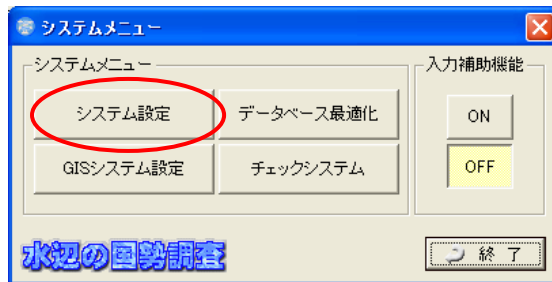 システムメニュー
システムメニュー
入力補助機能
システム設定
データベース最適化
ON
GISシステム設定
チェックシステム
OFF
水辺の国勢調査
終了